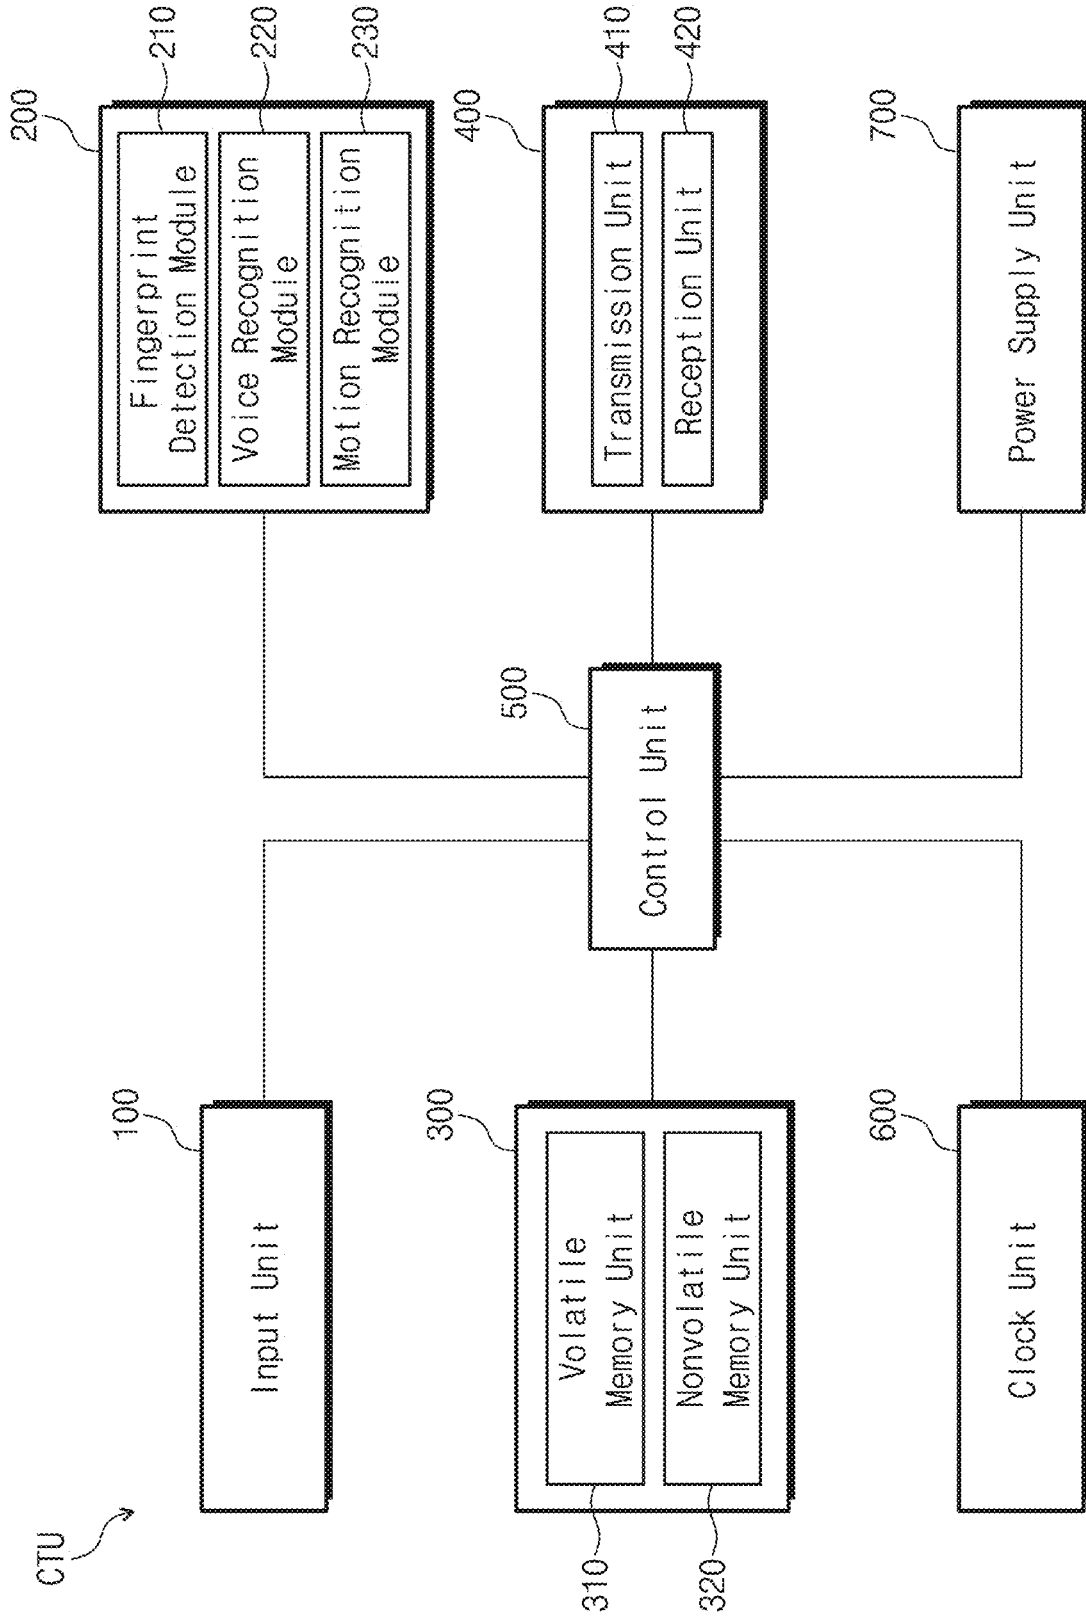 CTU
100
Input Unit
200
Fingerprint
Detection Module
210
Voice Recognition
Module
220
Motion Recognition
Module
230
300
Volatile
Memory Unit
310
Nonvolatile
Memory Unit
320
500
Control Unit
400
Transmission Unit
410
Reception Unit
420
600
Clock Unit
700
Power Supply Unit